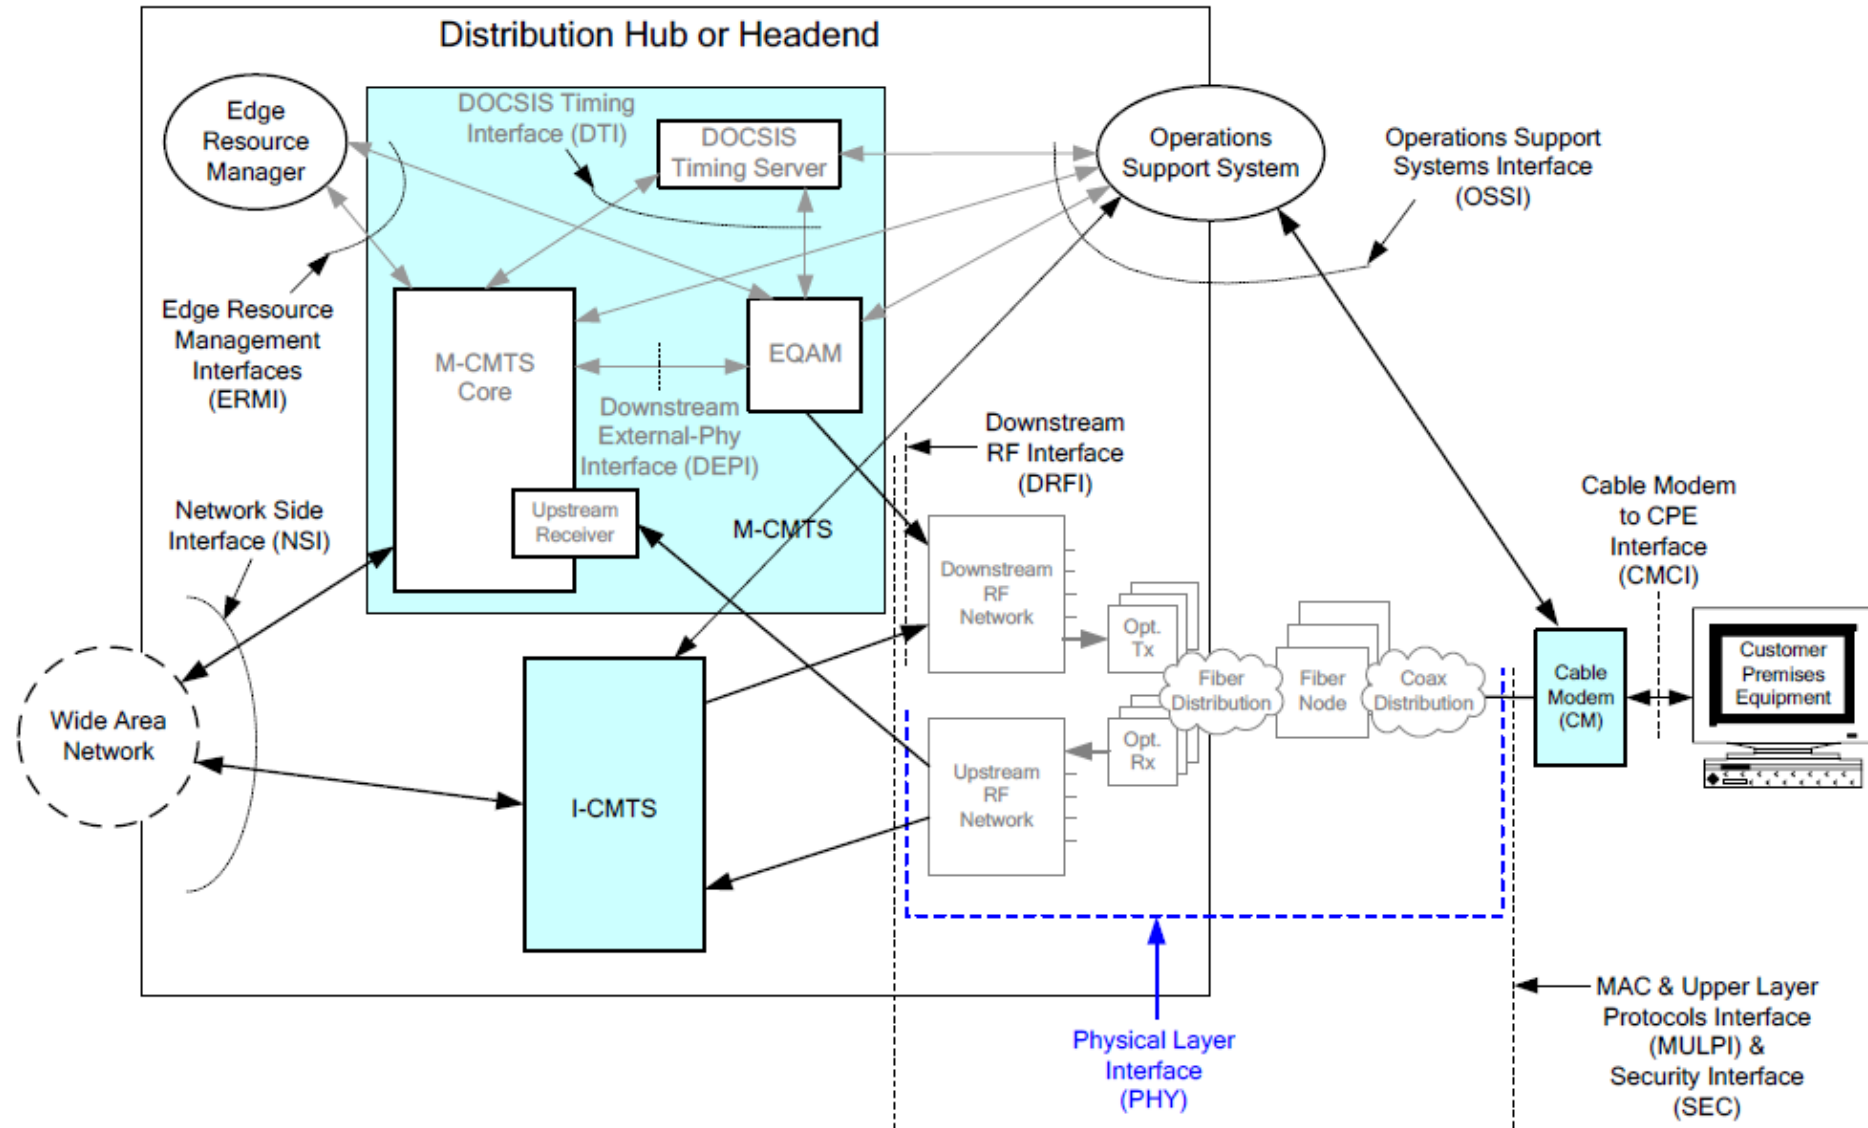 Distribution Hub or Headend
Edge
Resource
Manager
DOCSIS Timing
Interface (DTI)
DOCSIS
Timing Server
Operations
Support System
Operations Support
Systems Interface
(OSSI)
Edge Resource
Management
Interfaces
(ERMI)
M-CMTS
Core
EQAM
Downstream
External-Phy
Interface (DEPI)
Downstream
RF Interface
(DRFI)
Network Side
Interface (NSI)
Upstream
Receiver
M-CMTS
Cable Modem
to CPE
Interface
(CMCI)
Downstream
RF
Network
Opt.
Tx
Fiber
Distribution
Fiber
Node
Coax
Distribution
Cable
Modem
(CM)
Customer
Premises
Equipment
Wide Area
Network
I-CMTS
Upstream
RF
Network
Opt.
Rx
Physical Layer
Interface
(PHY)
MAC & Upper Layer
Protocols Interface
(MULPI) &
Security Interface
(SEC)